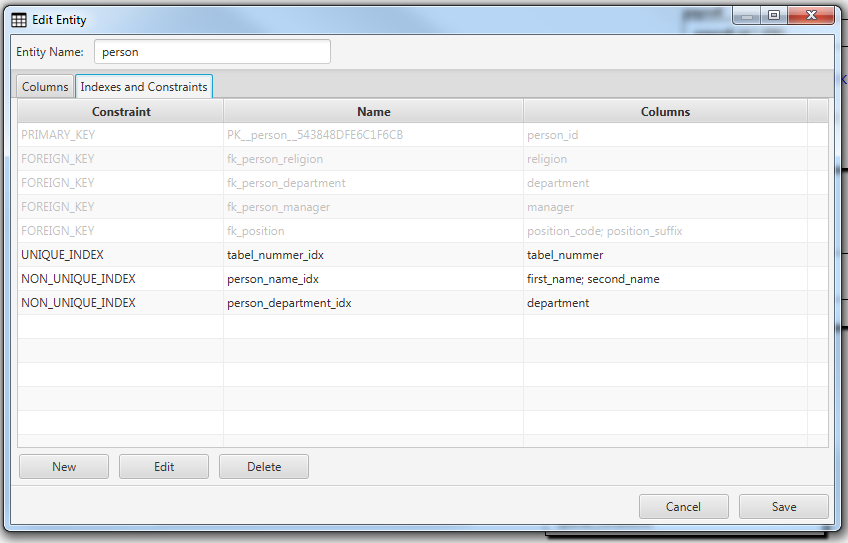 Edit Entity
Entity Name: person
Columns Indexes and Constraints
Constraint Name Columns
PRIMARY_KEY PK__person__543848DFE6C1F6CB person_id
FOREIGN_KEY fk_person_religion religion
FOREIGN_KEY fk_person_department department
FOREIGN_KEY fk_person_manager manager
FOREIGN_KEY fk_position position_code; position_suffix
UNIQUE_INDEX tabel_nummer_idx tabel_nummer
NON_UNIQUE_INDEX person_name_idx first_name; second_name
NON_UNIQUE_INDEX person_department_idx department
New Edit Delete
Cancel Save